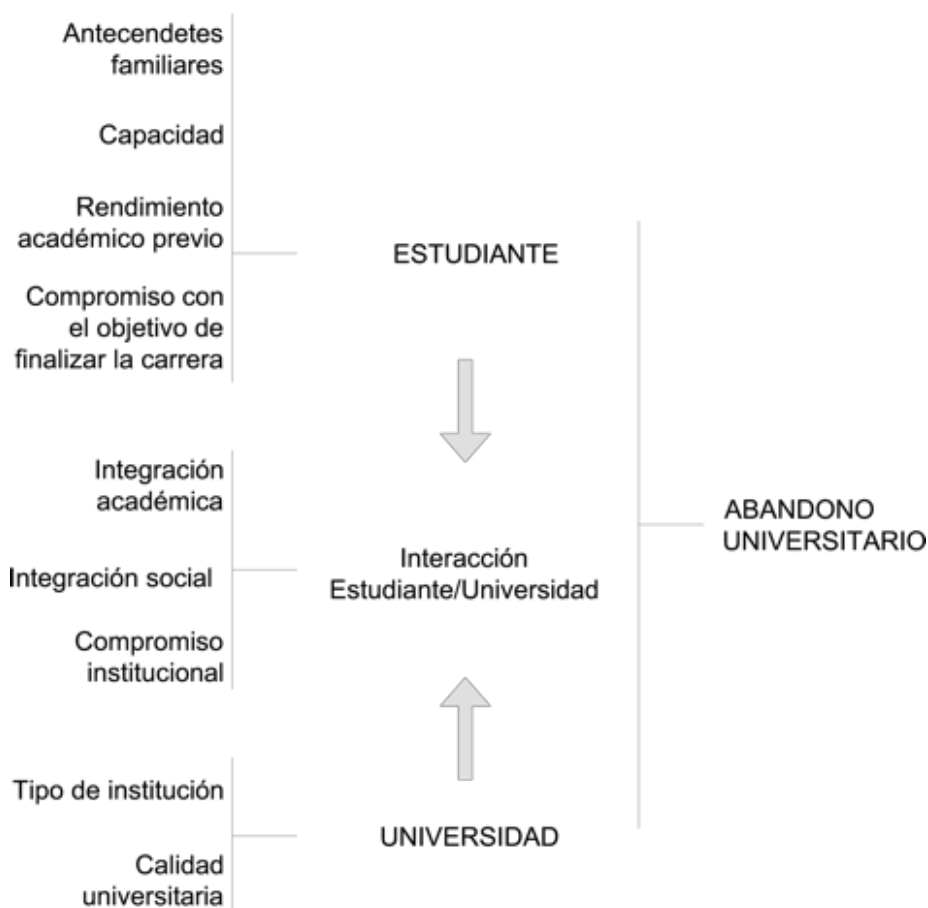 Antecendetes
familiares
Capacidad
Rendimiento
académico previo
Compromiso con
el objetivo de
finalizar la carrera
ESTUDIANTE
Integración
académica
Integración social
Compromiso
institucional
Interacción
Estudiante/Universidad
Tipo de institución
Calidad
universitaria
UNIVERSIDAD
ABANDONO
UNIVERSITARIO